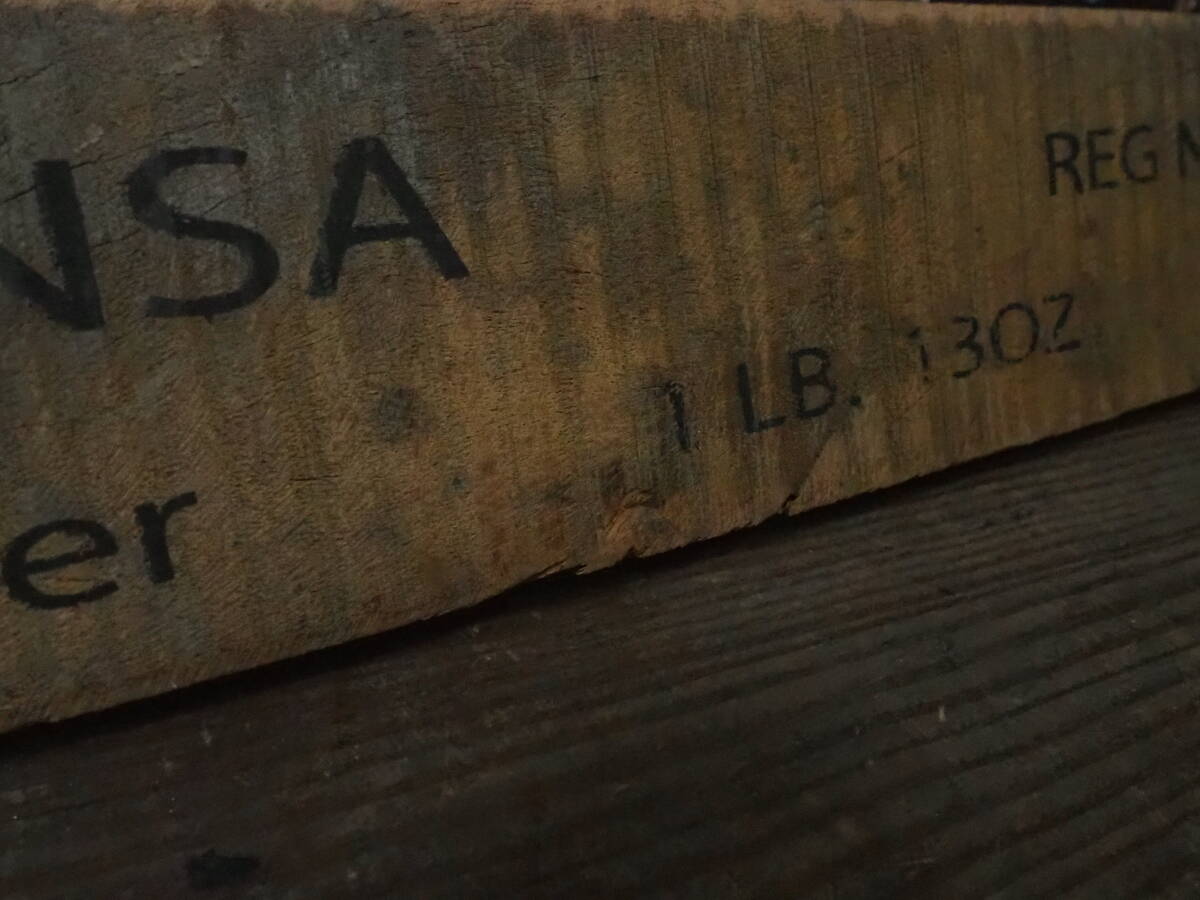 NSA
REG N
1 LB. 13OZ
er